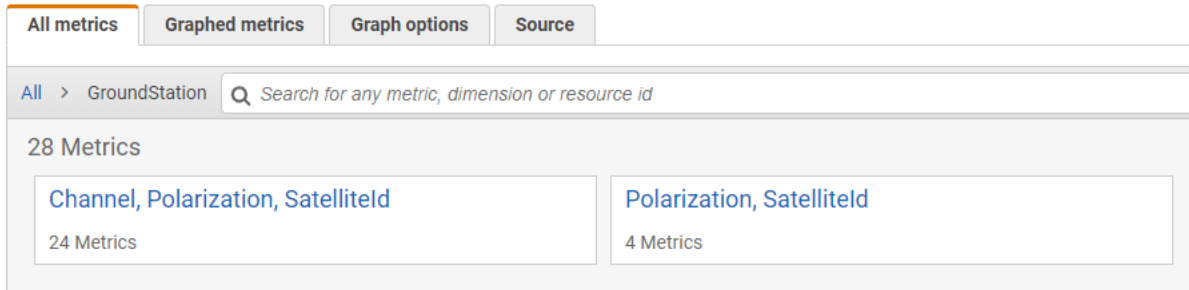 All metrics Graphed metrics Graph options Source
All > GroundStation Search for any metric, dimension or resource id
28 Metrics
Channel, Polarization, SatelliteId Polarization, SatelliteId
24 Metrics 4 Metrics